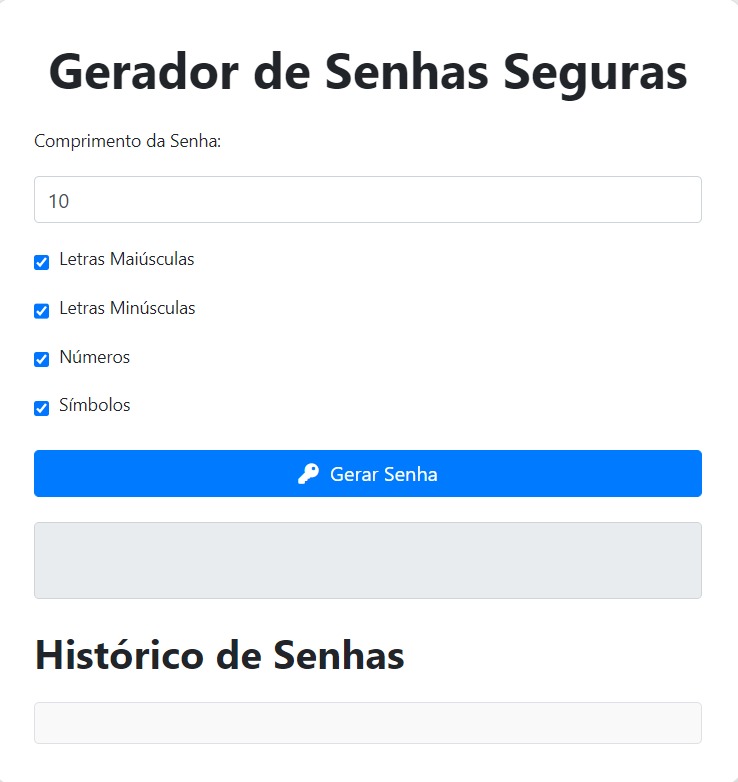 Gerador de Senhas Seguras
Comprimento da Senha:
10
Letras Maiúsculas
Letras Minúsculas
Números
Símbolos
Gerar Senha
Histórico de Senhas